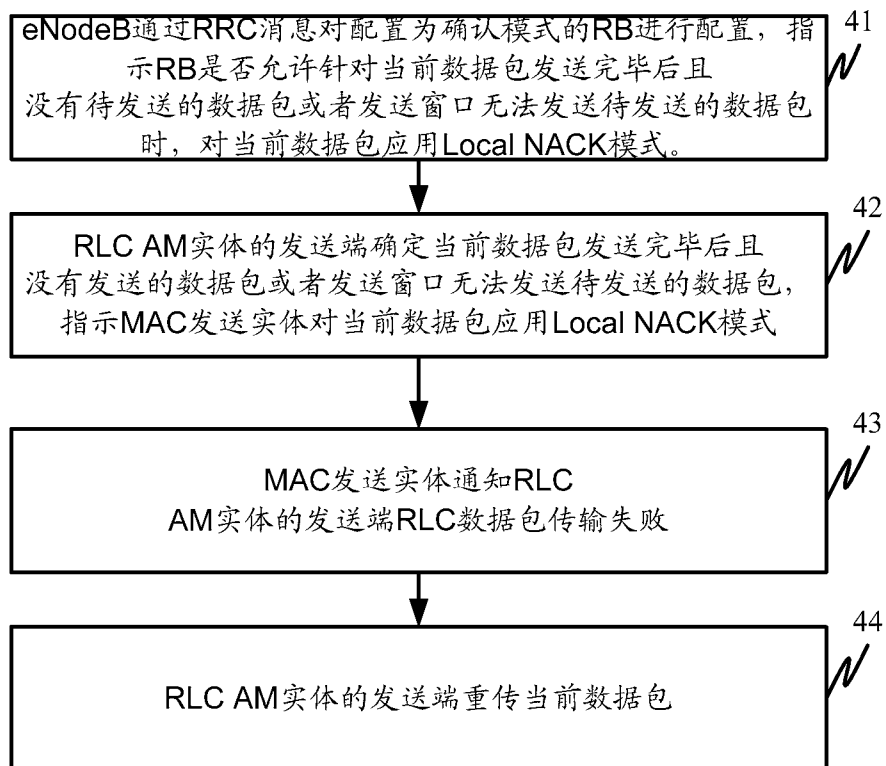 41
eNodeB通过RRC消息对配置为确认模式的RB进行配置，指
示RB是否允许针对当前数据包发送完毕后且
没有待发送的数据包或者发送窗口无法发送待发送的数据包
时，对当前数据包应用Local NACK模式。
42
RLC AM实体的发送端确定当前数据包发送完毕后且
没有发送的数据包或者发送窗口无法发送待发送的数据包，
指示MAC发送实体对当前数据包应用Local NACK模式
43
MAC发送实体通知RLC
AM实体的发送端RLC数据包传输失败
44
RLC AM实体的发送端重传当前数据包